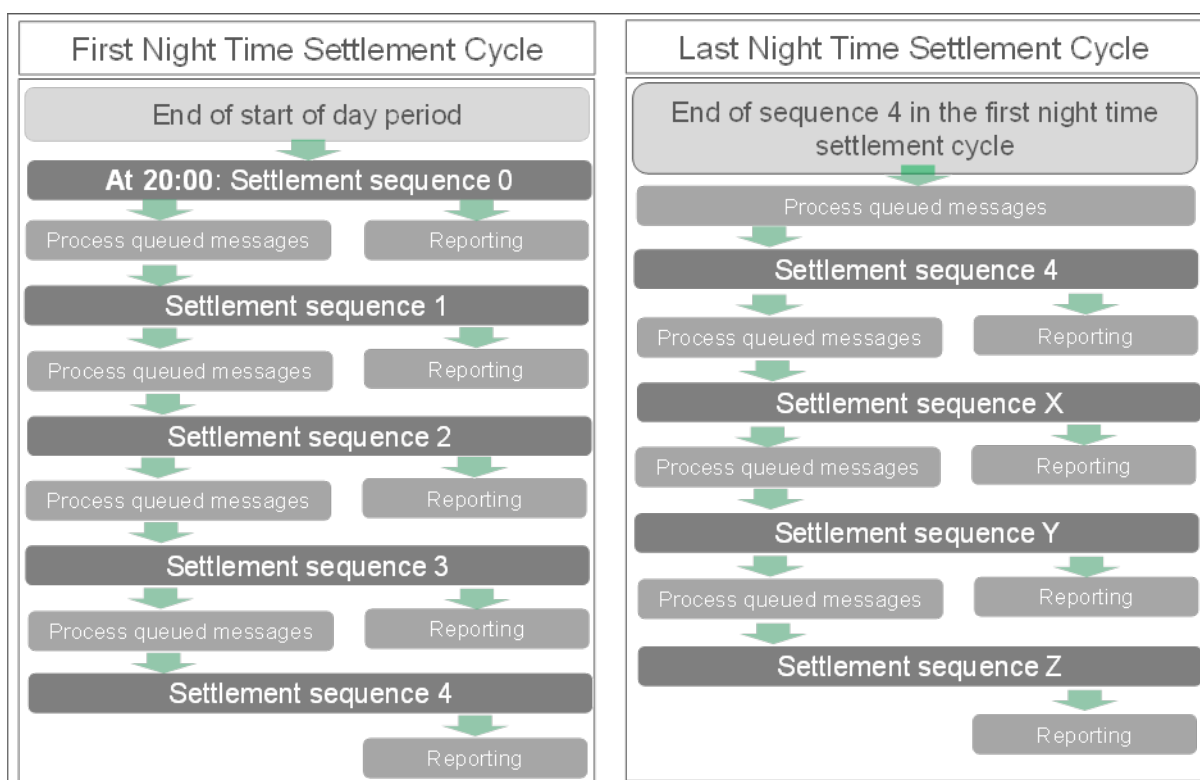 First Night Time Settlement Cycle
End of start of day period
At 20:00: Settlement sequence 0
Process queued messages
Reporting
Settlement sequence 1
Process queued messages
Reporting
Settlement sequence 2
Process queued messages
Reporting
Settlement sequence 3
Process queued messages
Reporting
Settlement sequence 4
Reporting
Last Night Time Settlement Cycle
End of sequence 4 in the first night time
settlement cycle
Process queued messages
Settlement sequence 4
Process queued messages
Reporting
Settlement sequence X
Process queued messages
Reporting
Settlement sequence Y
Process queued messages
Reporting
Settlement sequence Z
Reporting